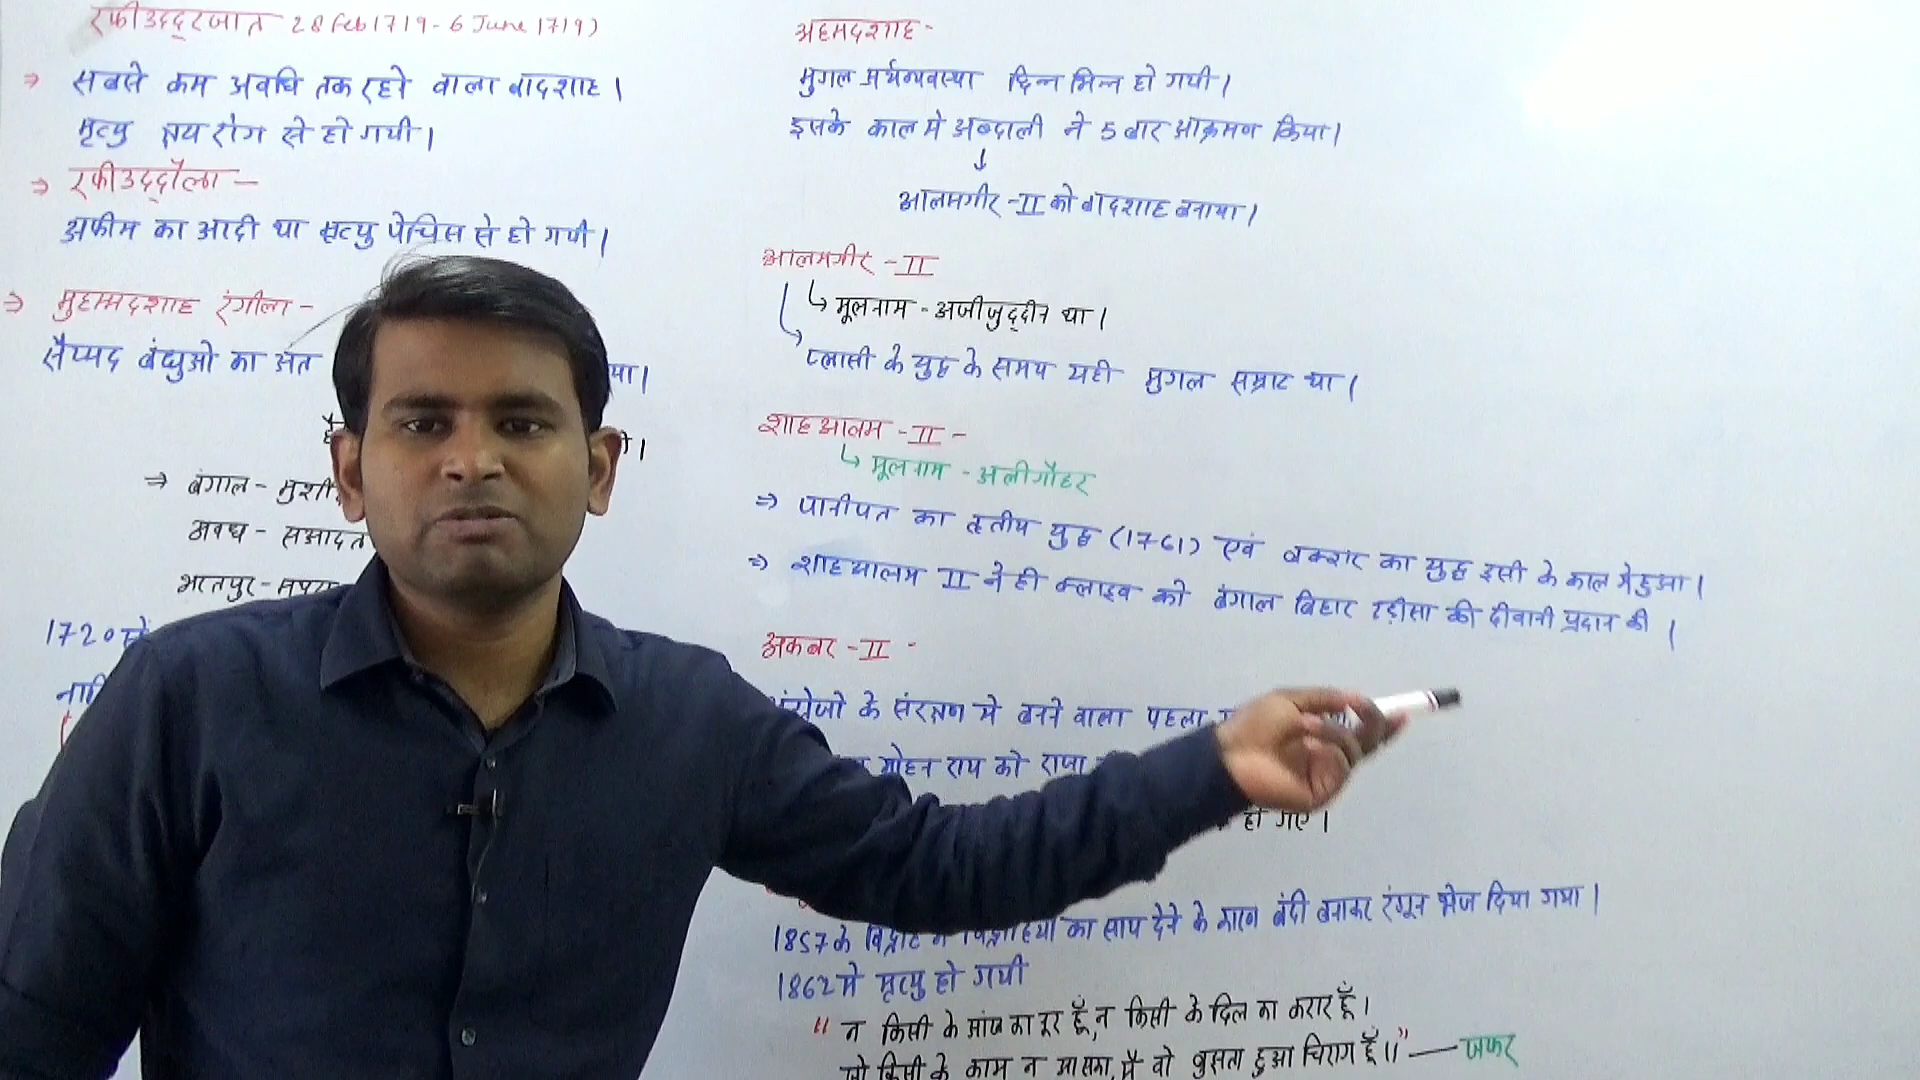 रफीउद्दरजात 28 Feb 1719 - 6 June 1719)
⇒ सबसे कम अवधि तक रहने वाला बादशाह।
मृत्यु क्षय रोग से हो गयी।
⇒ रफीउद्दौला –
अफीम का आदी था मृत्यु पेचिस से हो गयी।
⇒ मुहम्मदशाह रंगीला –
सैय्यद बंधुओ का अंत
⇒ बंगाल –
अवध – सआदत
भरतपुर –
1720 में
अहमदशाह -
मुगल अर्थव्यवस्था छिन्न भिन्न हो गयी।
इसके काल मे अब्दाली ने 5 बार आक्रमण किया।
↓
आलमगीर - II को बादशाह बनाया।
आलमगीर - II
↳ मूलनाम - अजीजुद्दीन था।
प्लासी के युद्ध के समय यही मुगल सम्राट था।
शाहआलम - II -
↳ मूलनाम - अलीगौहर
⇒ पानीपत का तृतीय युद्ध (1761) एवं बक्सर का युद्ध इसी के काल मे हुआ।
⇒ शाहआलम II ने ही क्लाइव को बंगाल बिहार उड़ीसा की दीवानी प्रदान की।
अकबर - II -
के संरक्षण मे बनने वाला पहला
मोहन राय को राजा
हो गए।
1857 के का साथ देने के कारण बंदी बनाकर रंगून भेज दिया गया।
1862 मे मृत्यु हो गयी
" न किसी के आंख का नूर हूँ, न किसी के दिल का करार हूँ।
जो किसी के काम न आ सका, मै वो बुझता हुआ चिराग हूँ॥" — जफर